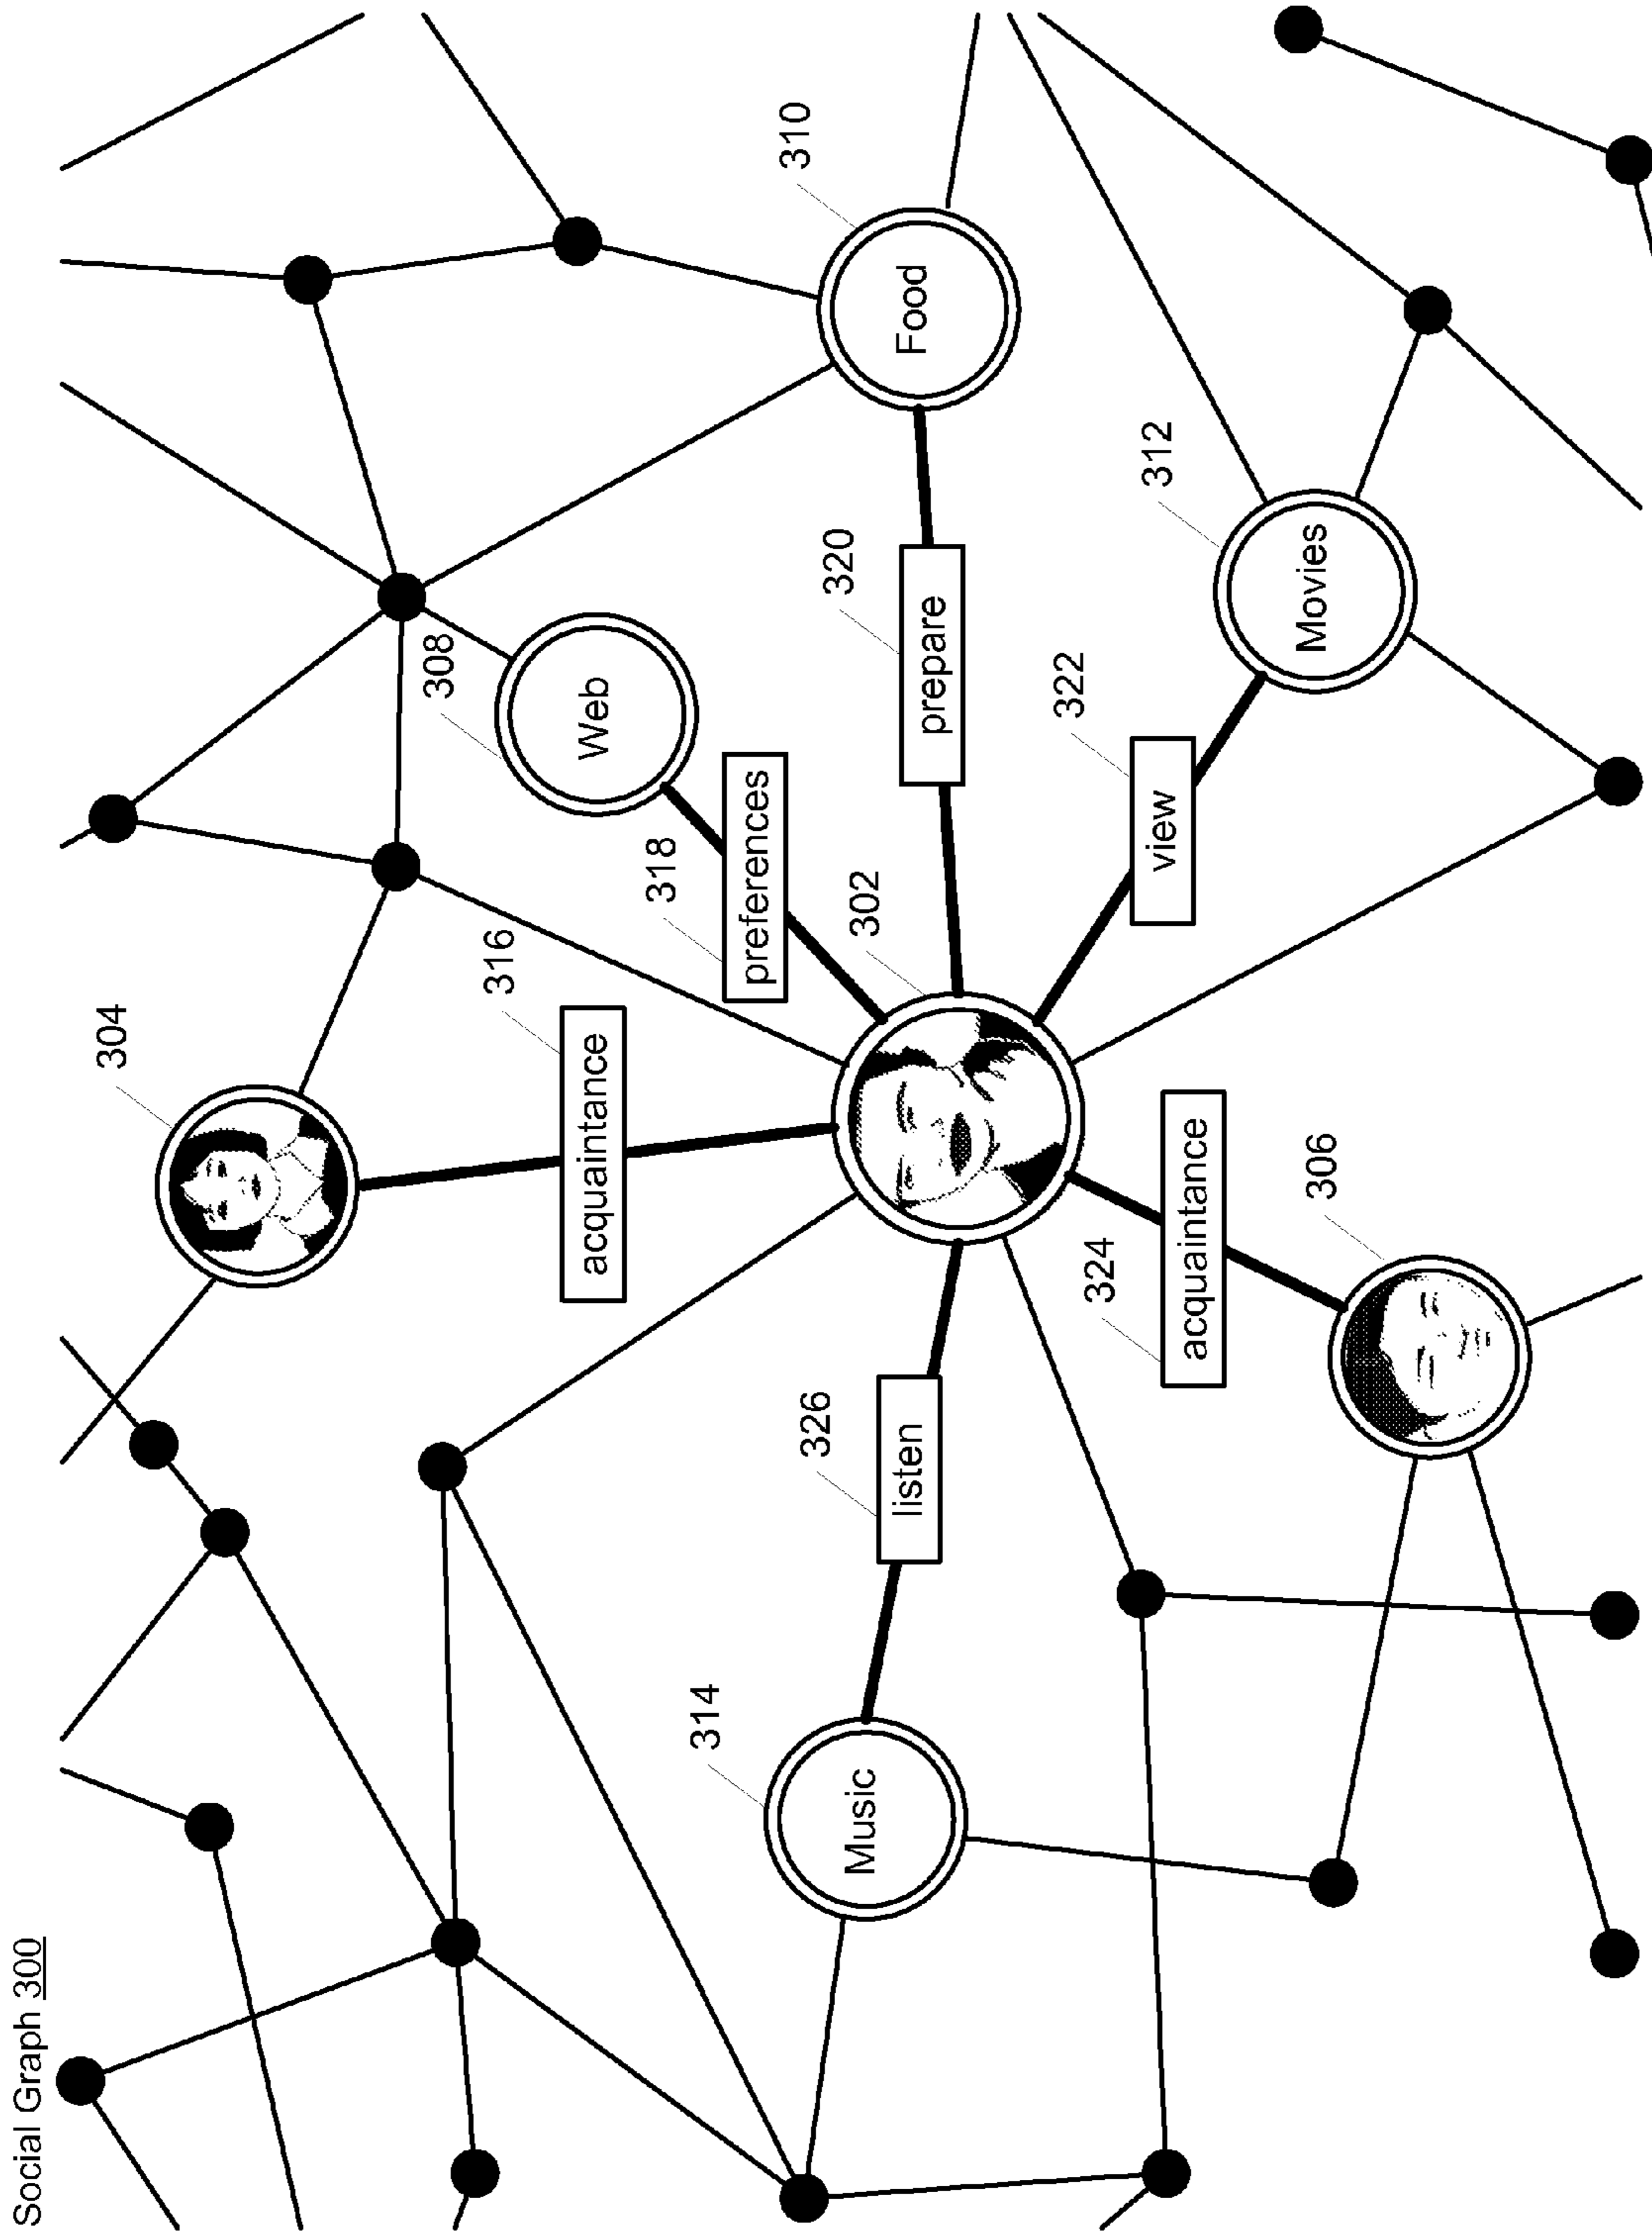 Social Graph 300
304
308
316
acquaintance
Web
318
314
preferences
310
326
320
Music
302
listen
prepare
Food
322
324
312
acquaintance
view
306
Movies